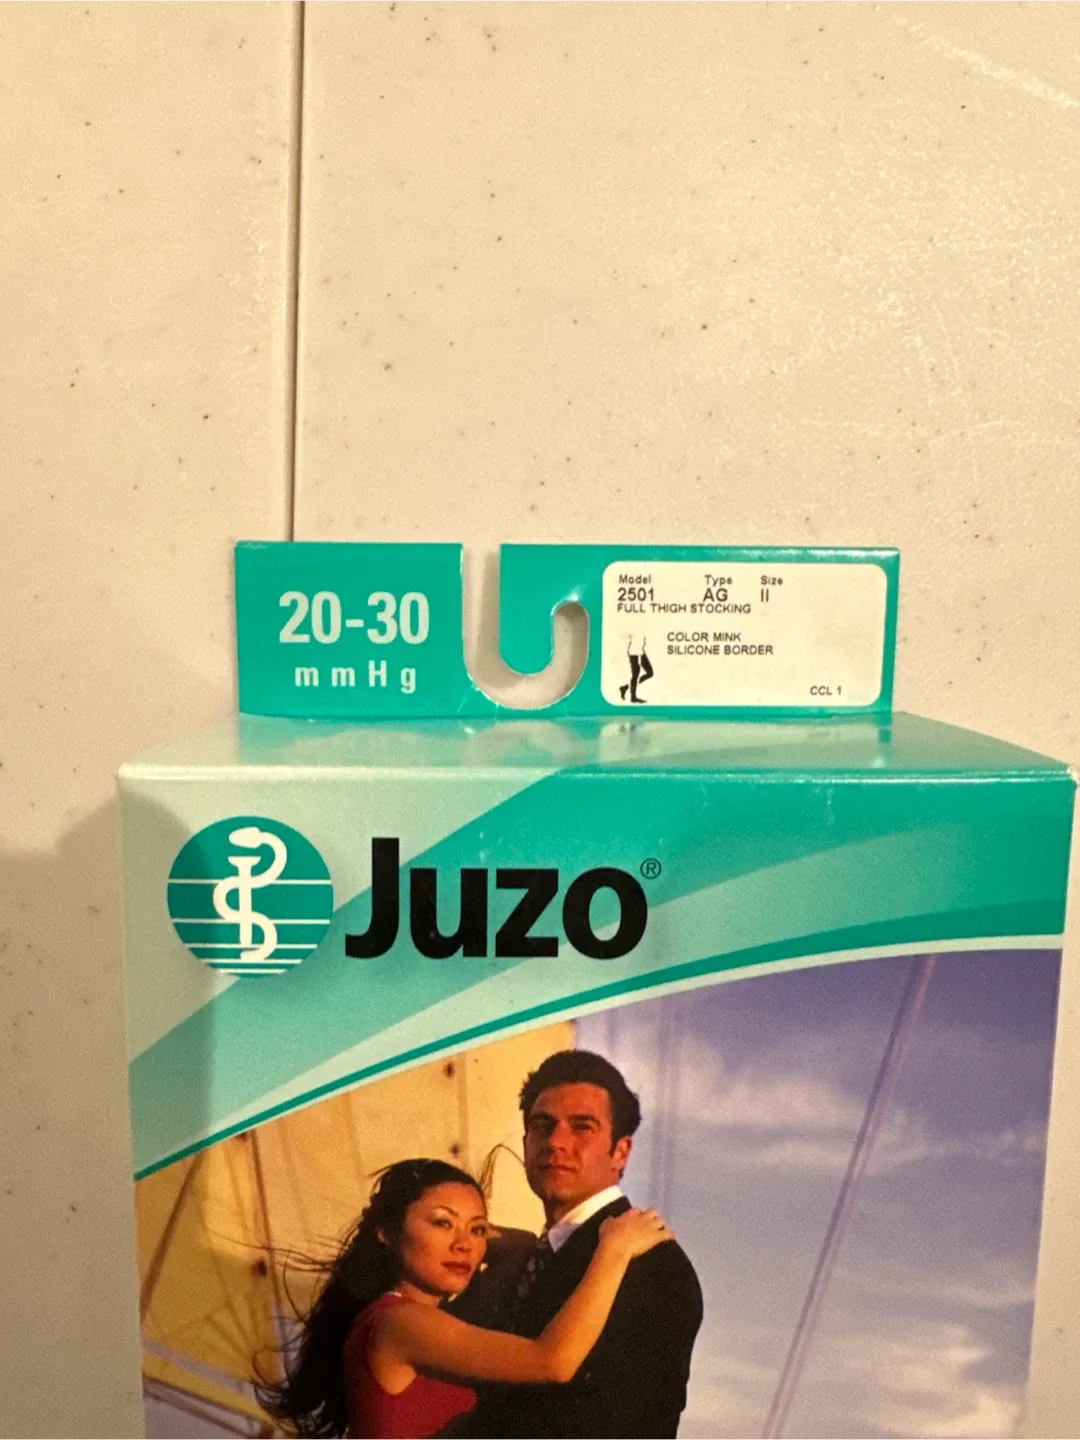 20-30
mmHg
Model Type Size
2501 AG II
FULL THIGH STOCKING
COLOR MINK
SILICONE BORDER
CCL 1
Juzo®